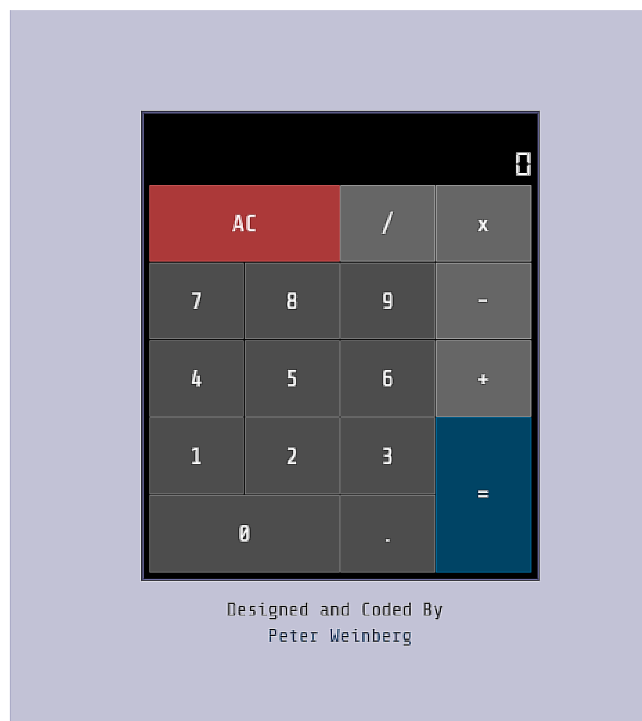 0
AC / x
7 8 9 -
4 5 6 +
1 2 3 =
0 .
Designed and Coded By
Peter Weinberg